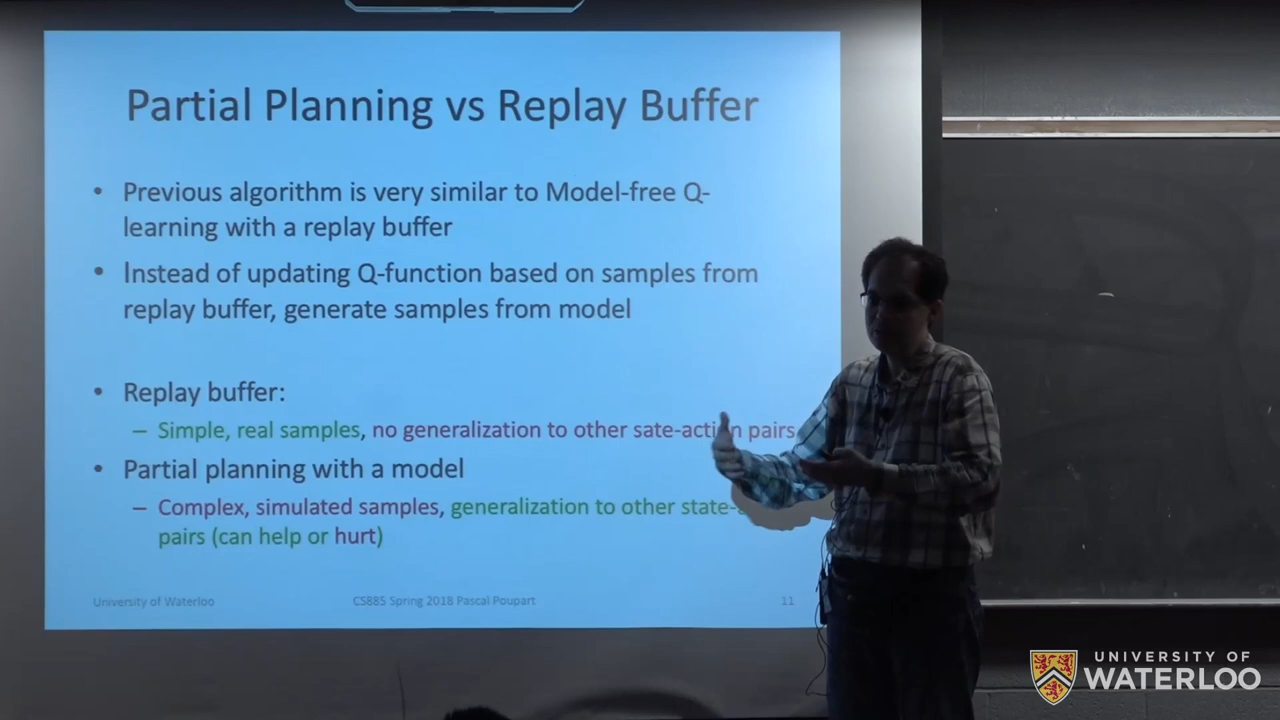 Partial Planning vs Replay Buffer
• Previous algorithm is very similar to Model-free Q-
learning with a replay buffer
• Instead of updating Q-function based on samples from
replay buffer, generate samples from model
• Replay buffer:
– Simple, real samples, no generalization to other sate-action pairs
• Partial planning with a model
– Complex, simulated samples, generalization to other state-
pairs (can help or hurt)
University of Waterloo
CS885 Spring 2018 Pascal Poupart
11
UNIVERSITY OF
WATERLOO